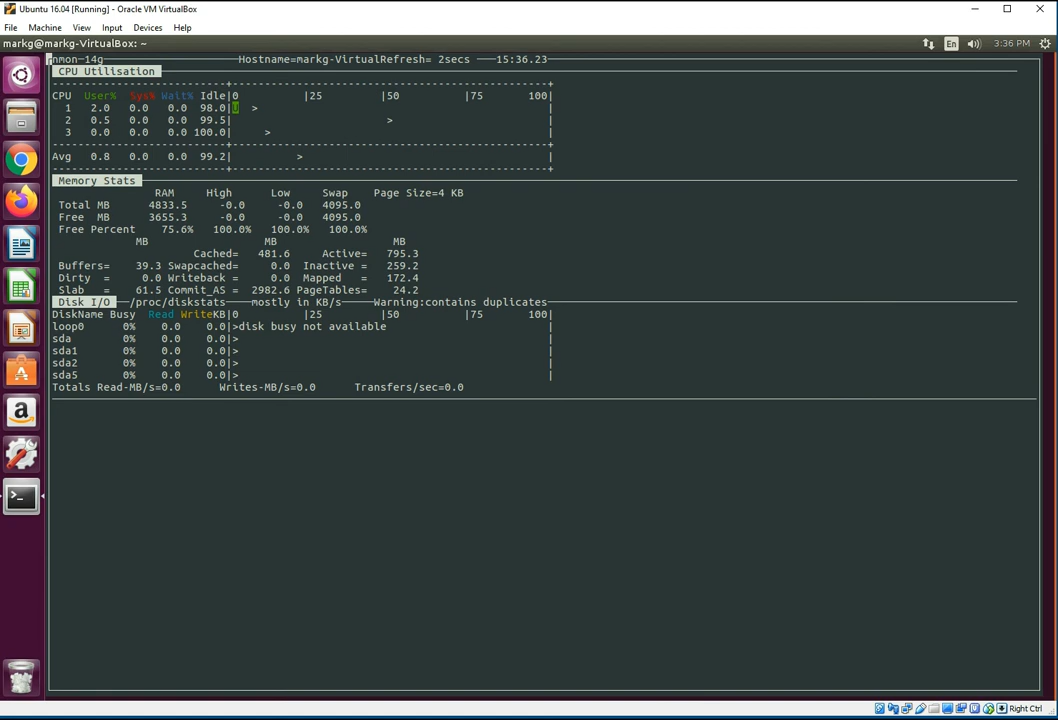 Ubuntu 16.04 [Running] - Oracle VM VirtualBox
File Machine View Input Devices Help
markg@markg-VirtualBox: ~ En 3:36 PM
nmon-14g Hostname=markg-VirtualRefresh= 2secs 15:36.23
CPU Utilisation
CPU User% Sys% Wait% Idle|0 |25 |50 |75 100|
1 2.0 0.0 0.0 98.0|U > |
2 0.5 0.0 0.0 99.5| > |
3 0.0 0.0 0.0 100.0| > |
Avg 0.8 0.0 0.0 99.2| > |
Memory Stats
RAM High Low Swap Page Size=4 KB
Total MB 4833.5 -0.0 -0.0 4095.0
Free MB 3655.3 -0.0 -0.0 4095.0
Free Percent 75.6% 100.0% 100.0% 100.0%
MB MB MB
Cached= 481.6 Active= 795.3
Buffers= 39.3 Swapcached= 0.0 Inactive = 259.2
Dirty = 0.0 Writeback = 0.0 Mapped = 172.4
Slab = 61.5 Commit_AS = 2982.6 PageTables= 24.2
Disk I/O /proc/diskstats mostly in KB/s Warning:contains duplicates
DiskName Busy Read WriteKB|0 |25 |50 |75 100|
loop0 0% 0.0 0.0|>disk busy not available |
sda 0% 0.0 0.0|> |
sda1 0% 0.0 0.0|> |
sda2 0% 0.0 0.0|> |
sda5 0% 0.0 0.0|> |
Totals Read-MB/s=0.0 Writes-MB/s=0.0 Transfers/sec=0.0
Right Ctrl